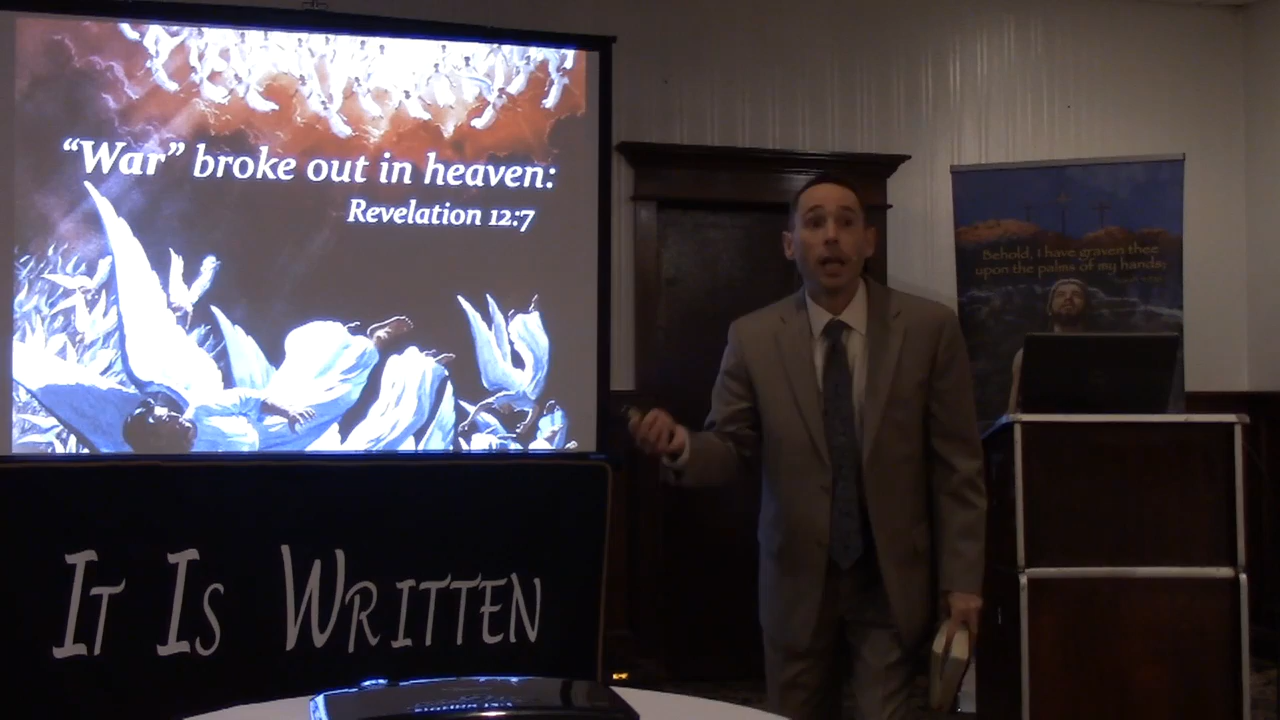 “War” broke out in heaven:
Revelation 12:7
Behold, I have graven thee
upon the palms of my hands;
IT IS WRITTEN